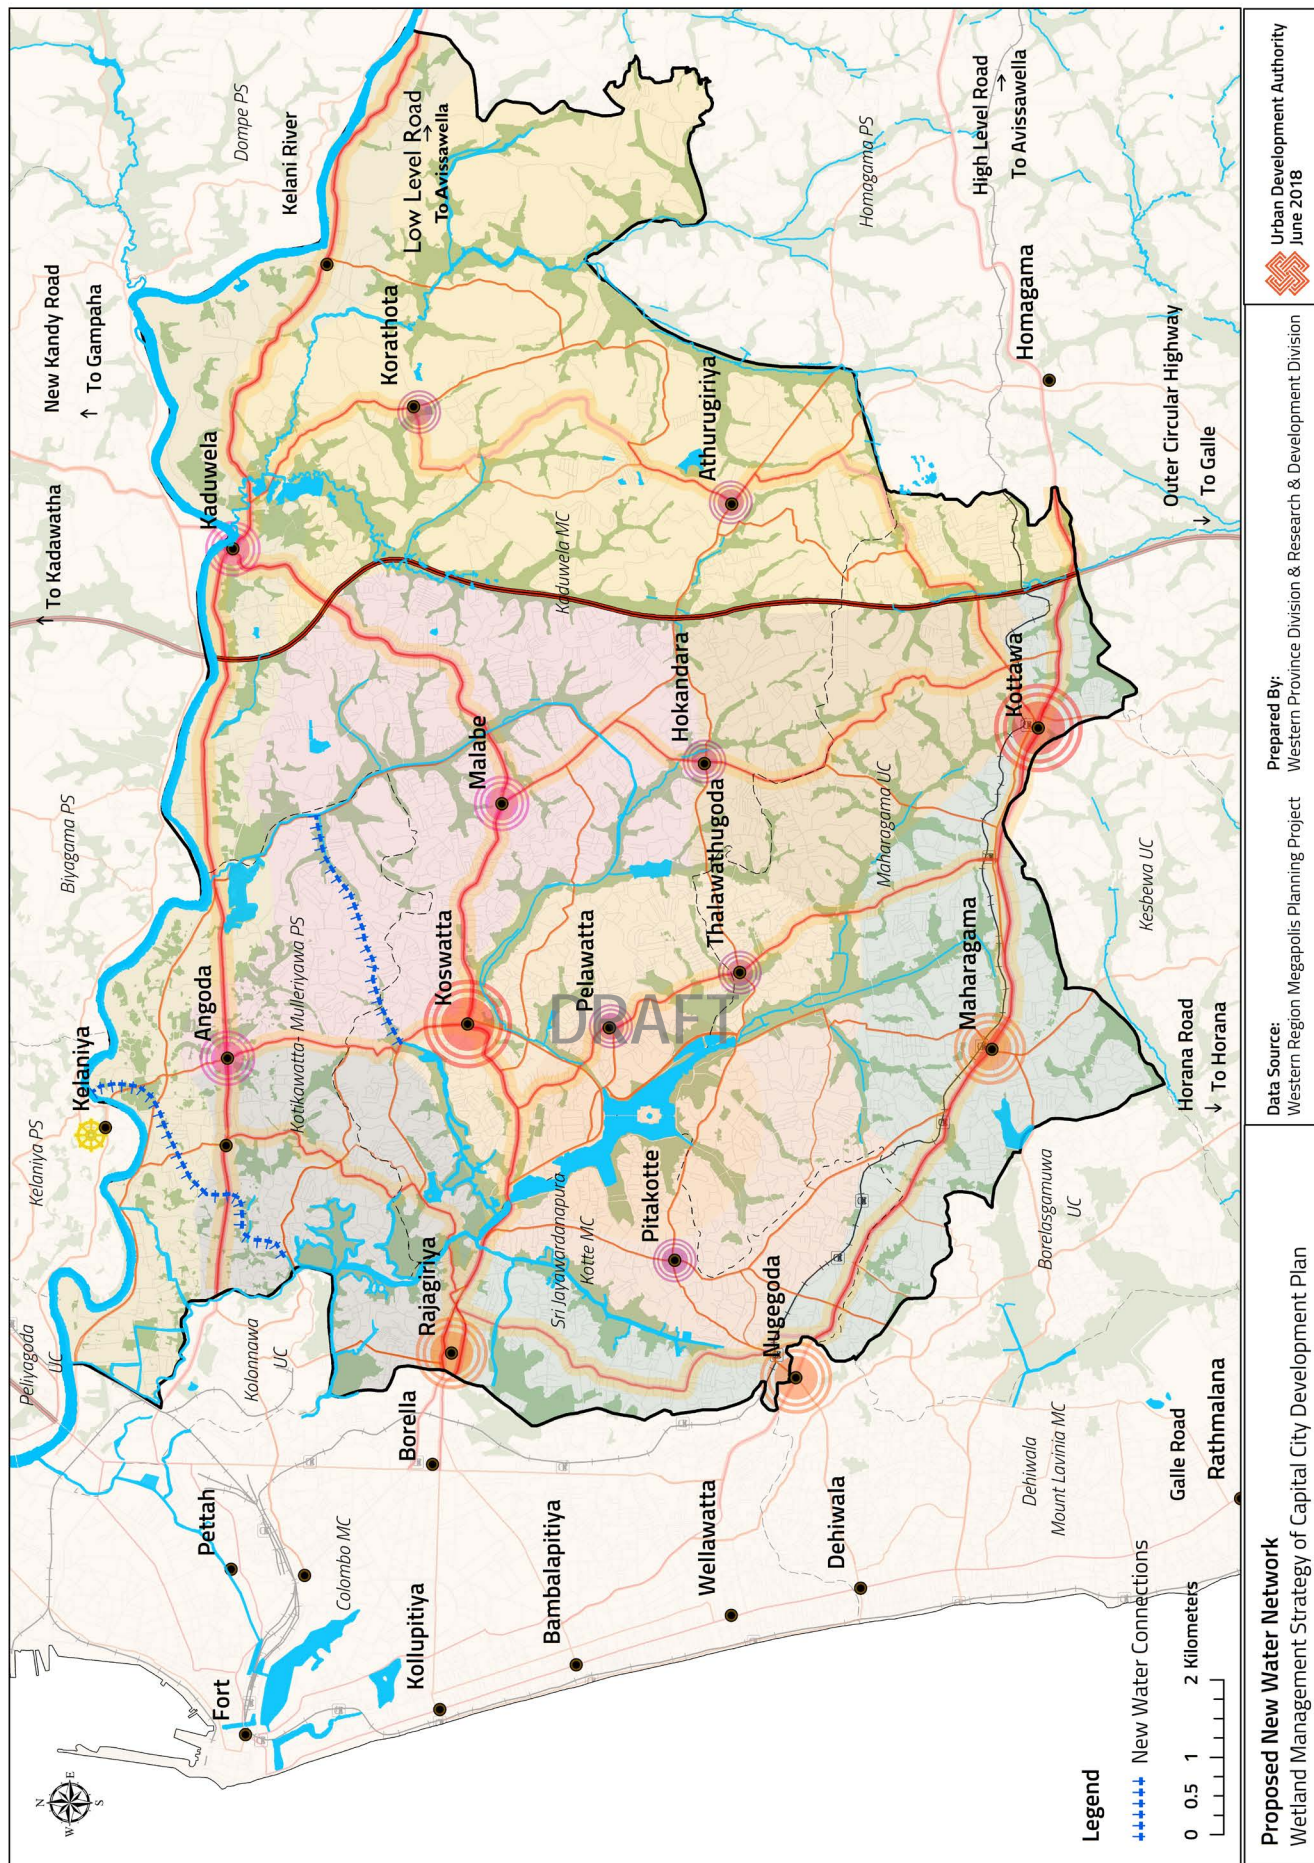 N
E
S
W
New Kandy Road
↑ To Gampaha
↑ To Kadawatha
Dompe PS
Kelani River
Low Level Road
→
To Avissawella
Biyagama PS
Kaduwela
Korathota
Kelaniya PS
Kelaniya
Angoda
Kotikawatta- Mulleriyawa PS
Peliyagoda
UC
Kolonnawa
UC
Malabe
Koswatta
Kaduwela MC
Athurugiriya
Homagama PS
High Level Road
→
To Avissawella
Pettah
Fort
Colombo MC
Borella
Rajagiriya
Kollupitiya
Pelawatta
DRAFT
Hokandara
Thalawathugoda
Sri Jayawardanapura
Kotte MC
Pitakotte
Bambalapitiya
Wellawatta
Nugegoda
Dehiwala
Maharagama UC
Maharagama
Kottawa
Homagama
Outer Circular Highway
↓ To Galle
Kesbewa UC
Horana Road
↓ To Horana
Borelasgamuwa
UC
Dehiwala
Mount Lavinia MC
Galle Road
Rathmalana
Legend
New Water Connections
0 0.5 1 2 Kilometers
Proposed New Water Network
Wetland Management Strategy of Capital City Development Plan
Data Source:
Western Region Megapolis Planning Project
Prepared By:
Western Province Division & Research & Development Division
Urban Development Authority
June 2018